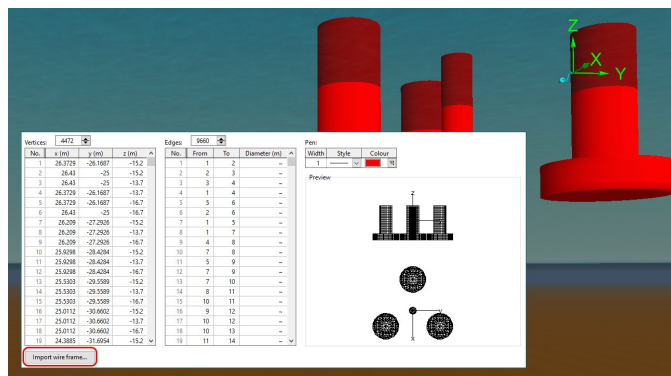 Z
X
Y
Vertices: 4472
Edges: 9660
Pen:
No. x (m) y (m) z (m)
No. From To Diameter (m)
Width Style Colour
1 26.3729 -26.1687 -15.2
1 1 2 ~
1
2 26.43 -25 -15.2
2 2 3 ~
3 26.43 -25 -13.7
3 3 4 ~
Preview
4 26.3729 -26.1687 -13.7
4 1 4 ~
5 26.3729 -26.1687 -16.7
5 5 6 ~
6 26.43 -25 -16.7
6 2 6 ~
7 26.209 -27.2926 -15.2
7 1 5 ~
8 26.209 -27.2926 -13.7
8 1 7 ~
9 26.209 -27.2926 -16.7
9 4 8 ~
10 25.9298 -28.4284 -15.2
10 7 8 ~
11 25.9298 -28.4284 -13.7
11 5 9 ~
12 25.9298 -28.4284 -16.7
12 7 9 ~
13 25.5303 -29.5589 -15.2
13 7 10 ~
14 25.5303 -29.5589 -13.7
14 8 11 ~
15 25.5303 -29.5589 -16.7
15 10 11 ~
16 25.0112 -30.6602 -15.2
16 9 12 ~
17 25.0112 -30.6602 -13.7
17 10 12 ~
18 25.0112 -30.6602 -16.7
18 10 13 ~
19 24.3885 -31.6954 -15.2
19 11 14 ~
Z
y
x
Import wire frame...